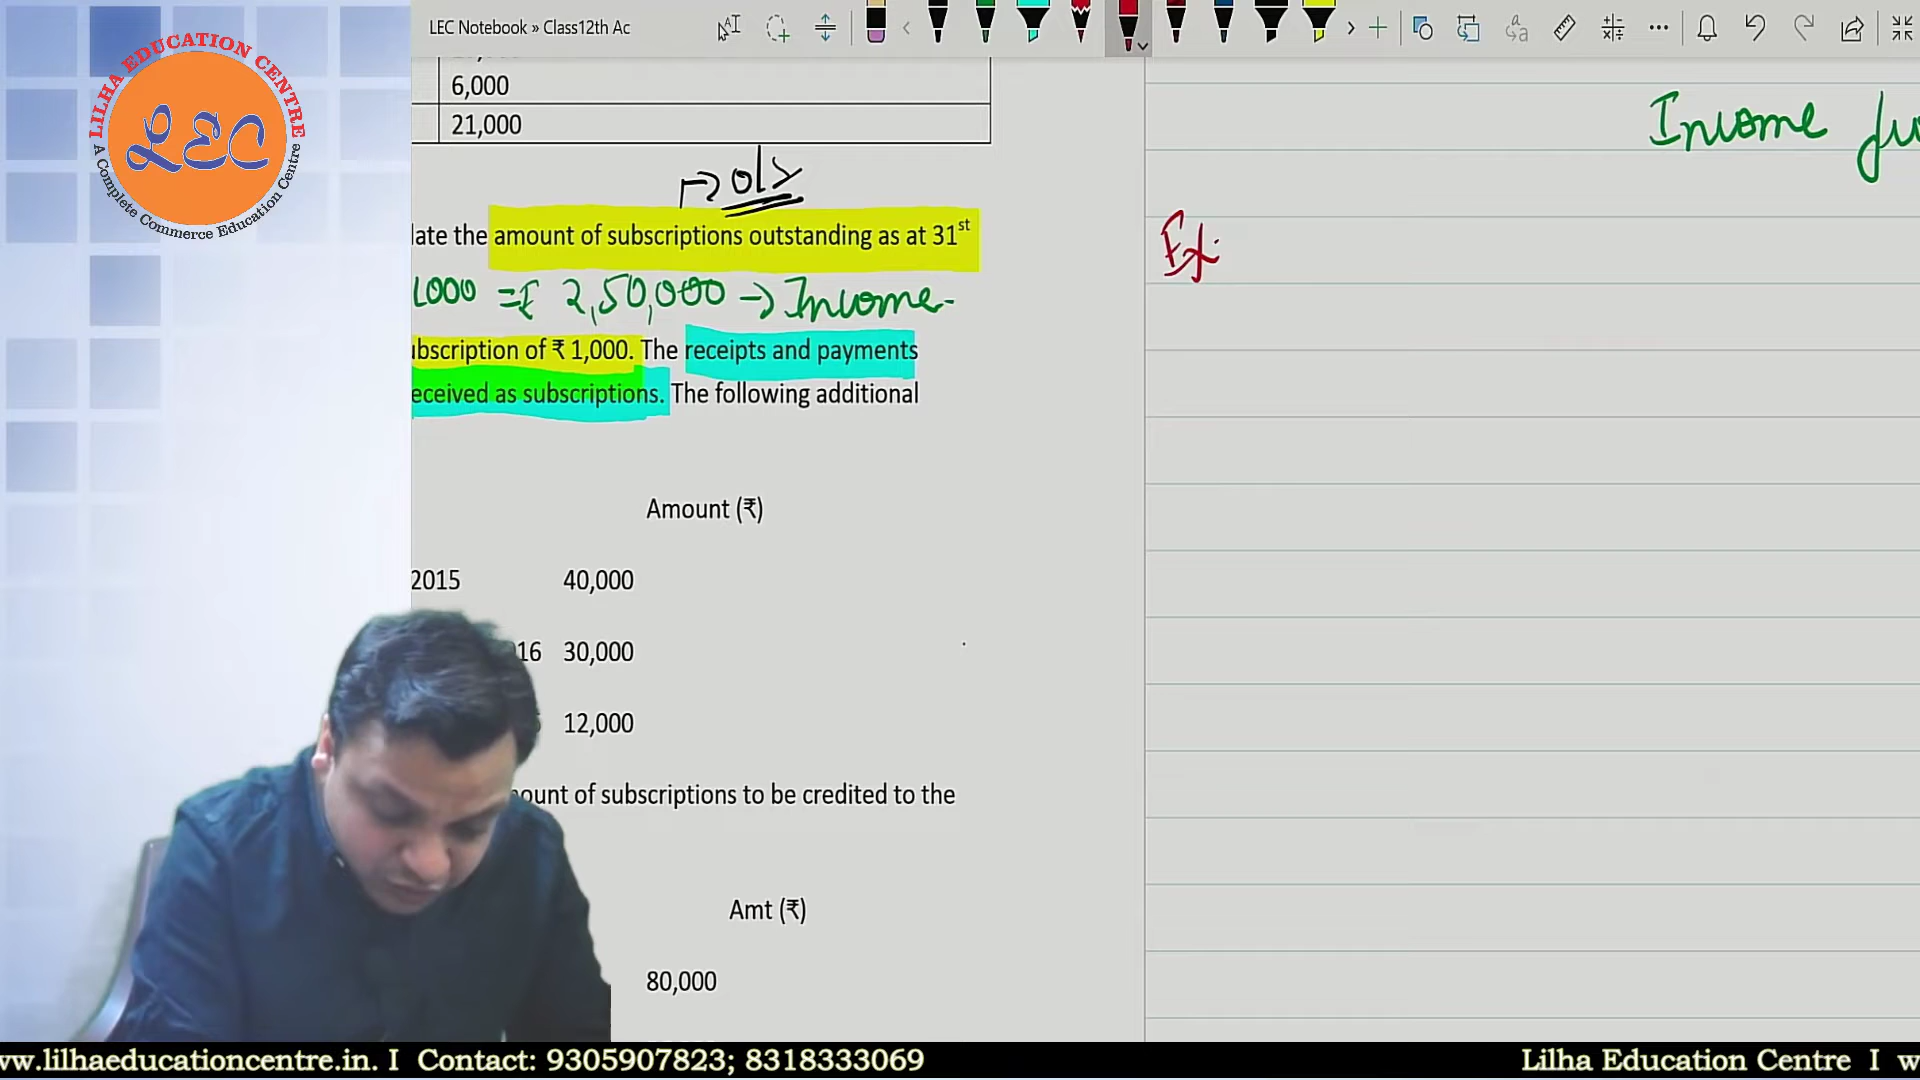 LILHA EDUCATION CENTRE
LEC
A Complete Commerce Education Centre
LEC Notebook » Class12th Ac
6,000
21,000
o/s
late the amount of subscriptions outstanding as at 31st
1000 = ₹ 2,50,000 → Income
ubscription of ₹ 1,000. The receipts and payments
eceived as subscriptions. The following additional
Amount (₹)
2015 40,000
16 30,000
12,000
ount of subscriptions to be credited to the
Amt (₹)
80,000
Income
Ex:
ww.lilhaeducationcentre.in. I Contact: 9305907823; 8318333069
Lilha Education Centre I w